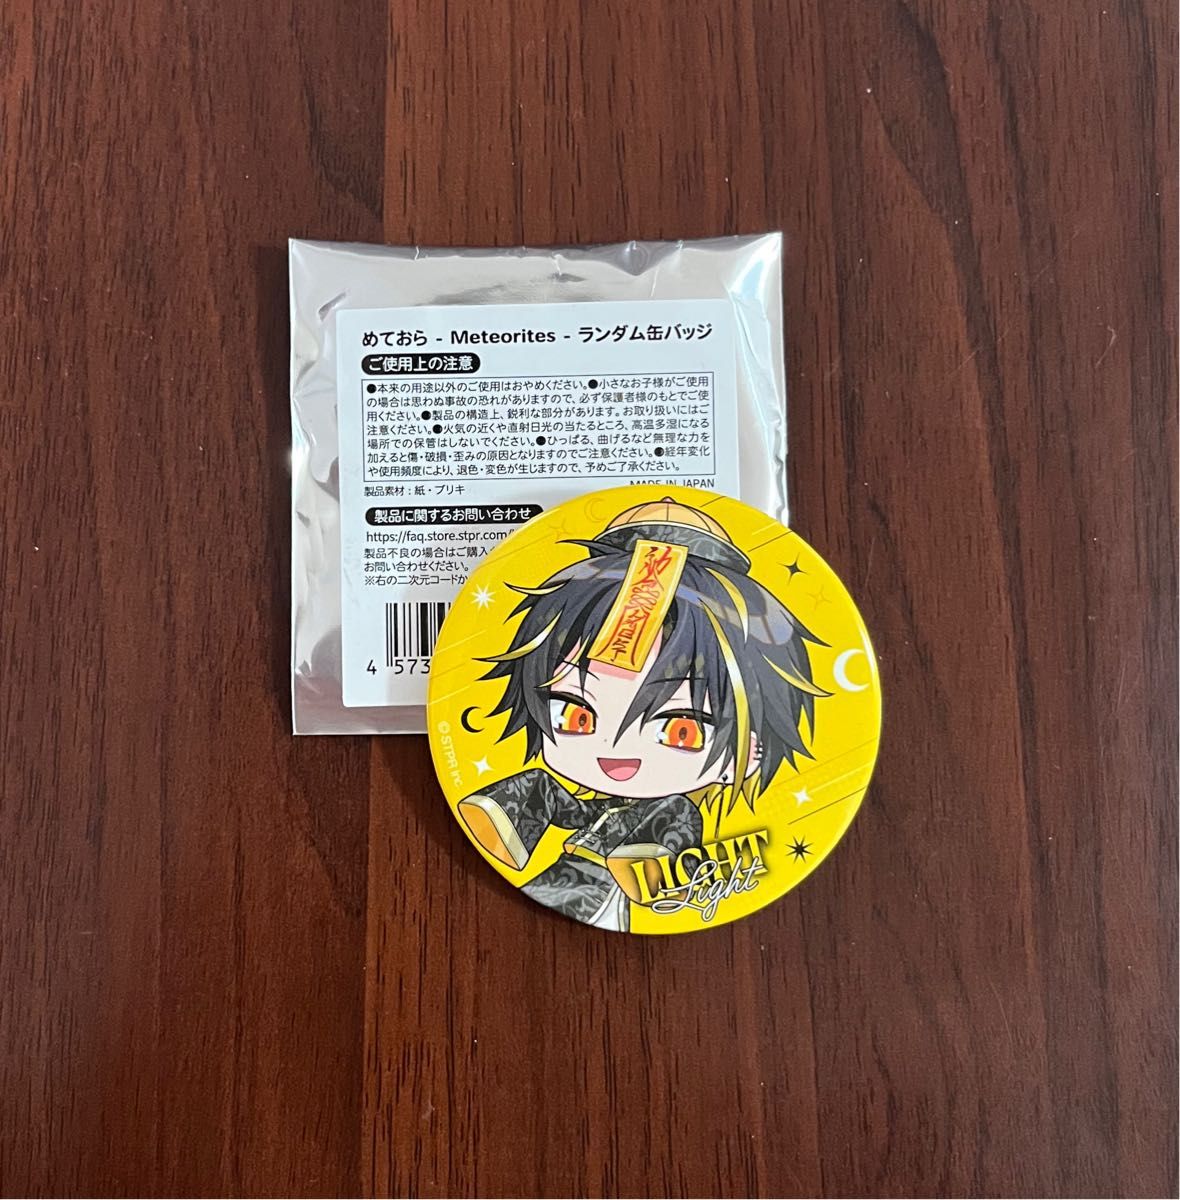 めておら - Meteorites - ランダム缶バッジ
ご使用上の注意
●本来の用途以外のご使用はおやめください。●小さなお子様がご使用
の場合は思わぬ事故の恐れがありますので、必ず保護者様のもとでご使
用ください。●製品の構造上、鋭利な部分があります。お取り扱いにはご
注意ください。●火気の近くや直射日光の当たるところ、高温多湿になる
場所での保管はしないでください。●ひっぱる、曲げるなど無理な力を
加えると傷・破損・歪みの原因となりますのでご注意ください。●経年変化
や使用頻度により、退色・変色が生じますので、予めご了承ください。
製品素材：紙・ブリキ
MADE IN JAPAN
製品に関するお問い合わせ
https://faq.store.stpr.com/
製品不良の場合はご購入
お問い合わせください。
※右の二次元コードか
4 573
©STPR Inc.
LIGHT
Light